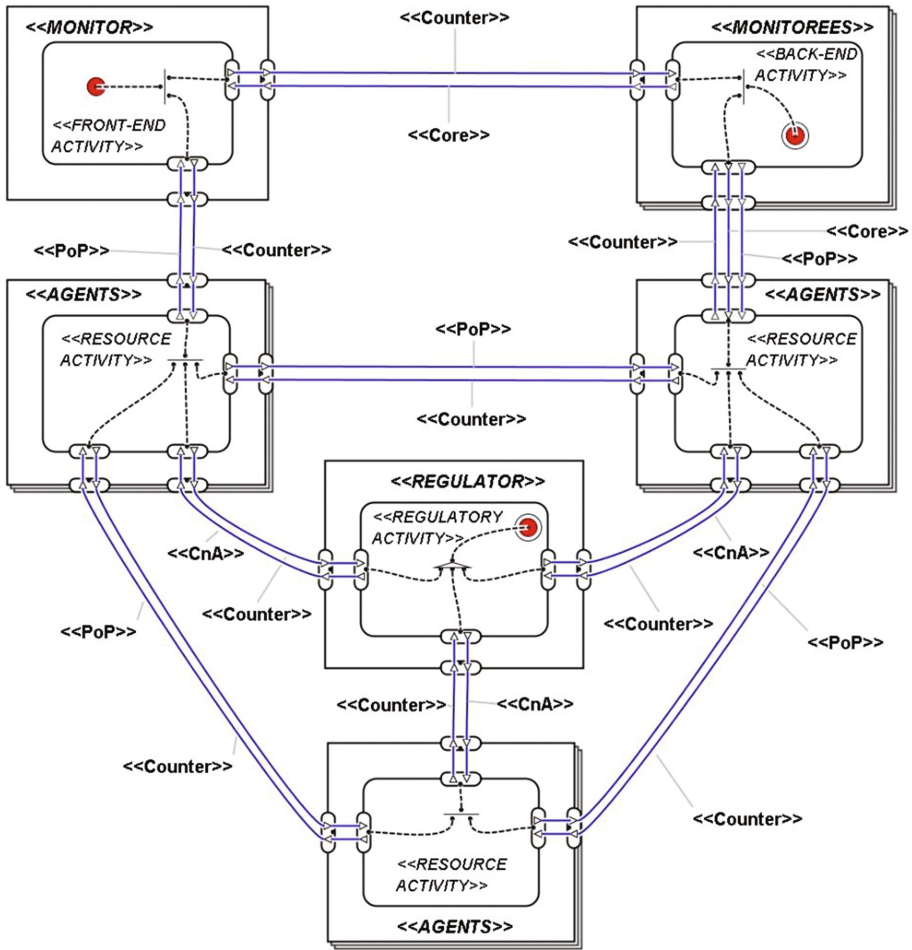 <<Counter>>
<<MONITOR>>
<<MONITOREES>>
<<BACK-END
ACTIVITY>>
<<FRONT-END
ACTIVITY>>
<<Core>>
<<PoP>>
<<Counter>>
<<Counter>>
<<Core>>
<<PoP>>
<<AGENTS>>
<<AGENTS>>
<<RESOURCE
ACTIVITY>>
<<PoP>>
<<RESOURCE
ACTIVITY>>
<<Counter>>
<<REGULATOR>>
<<REGULATORY
ACTIVITY>>
<<CnA>>
<<CnA>>
<<Counter>>
<<Counter>>
<<PoP>>
<<PoP>>
<<Counter>>
<<CnA>>
<<Counter>>
<<Counter>>
<<RESOURCE
ACTIVITY>>
<<AGENTS>>